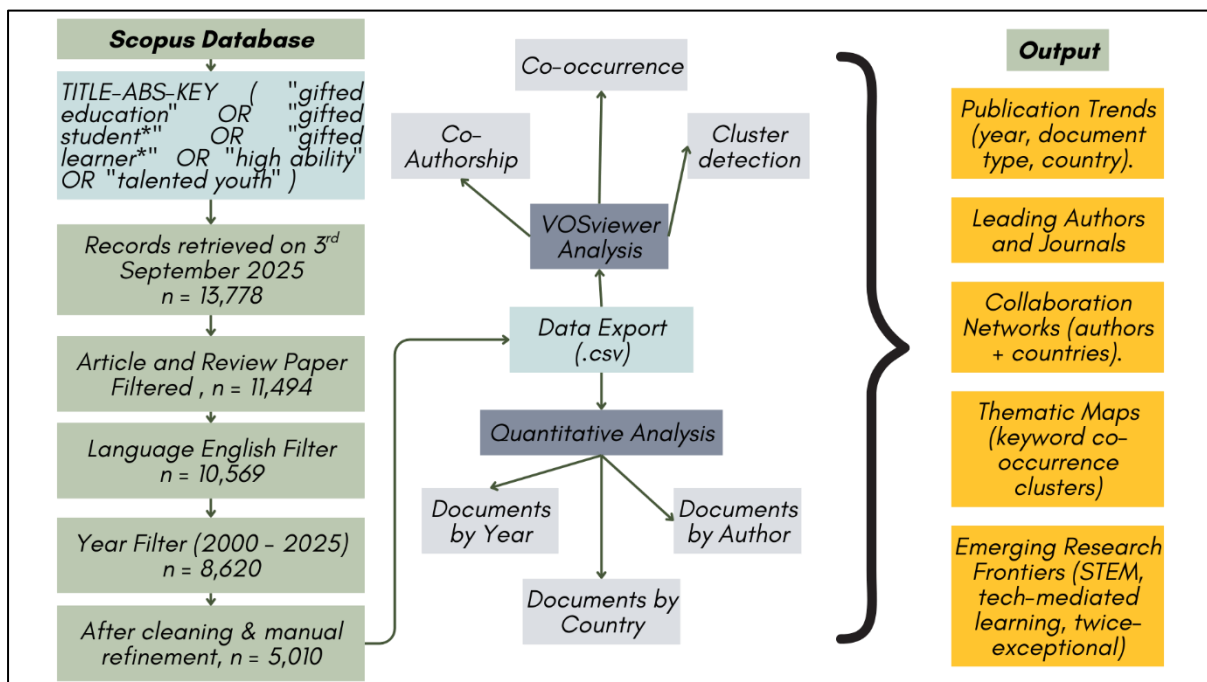 Scopus Database
TITLE-ABS-KEY ( "gifted
education" OR "gifted
student*" OR "gifted
learner*" OR "high ability"
OR "talented youth" )
Records retrieved on 3rd
September 2025
n = 13,778
Article and Review Paper
Filtered , n = 11,494
Language English Filter
n = 10,569
Year Filter (2000 - 2025)
n = 8,620
After cleaning & manual
refinement, n = 5,010
Co-occurrence
Co-
Authorship
Cluster
detection
VOSviewer
Analysis
Data Export
(.csv)
Quantitative Analysis
Documents
by Year
Documents
by Author
Documents by
Country
Output
Publication Trends
(year, document
type, country).
Leading Authors
and Journals
Collaboration
Networks (authors
+ countries).
Thematic Maps
(keyword co-
occurrence
clusters)
Emerging Research
Frontiers (STEM,
tech-mediated
learning, twice-
exceptional)